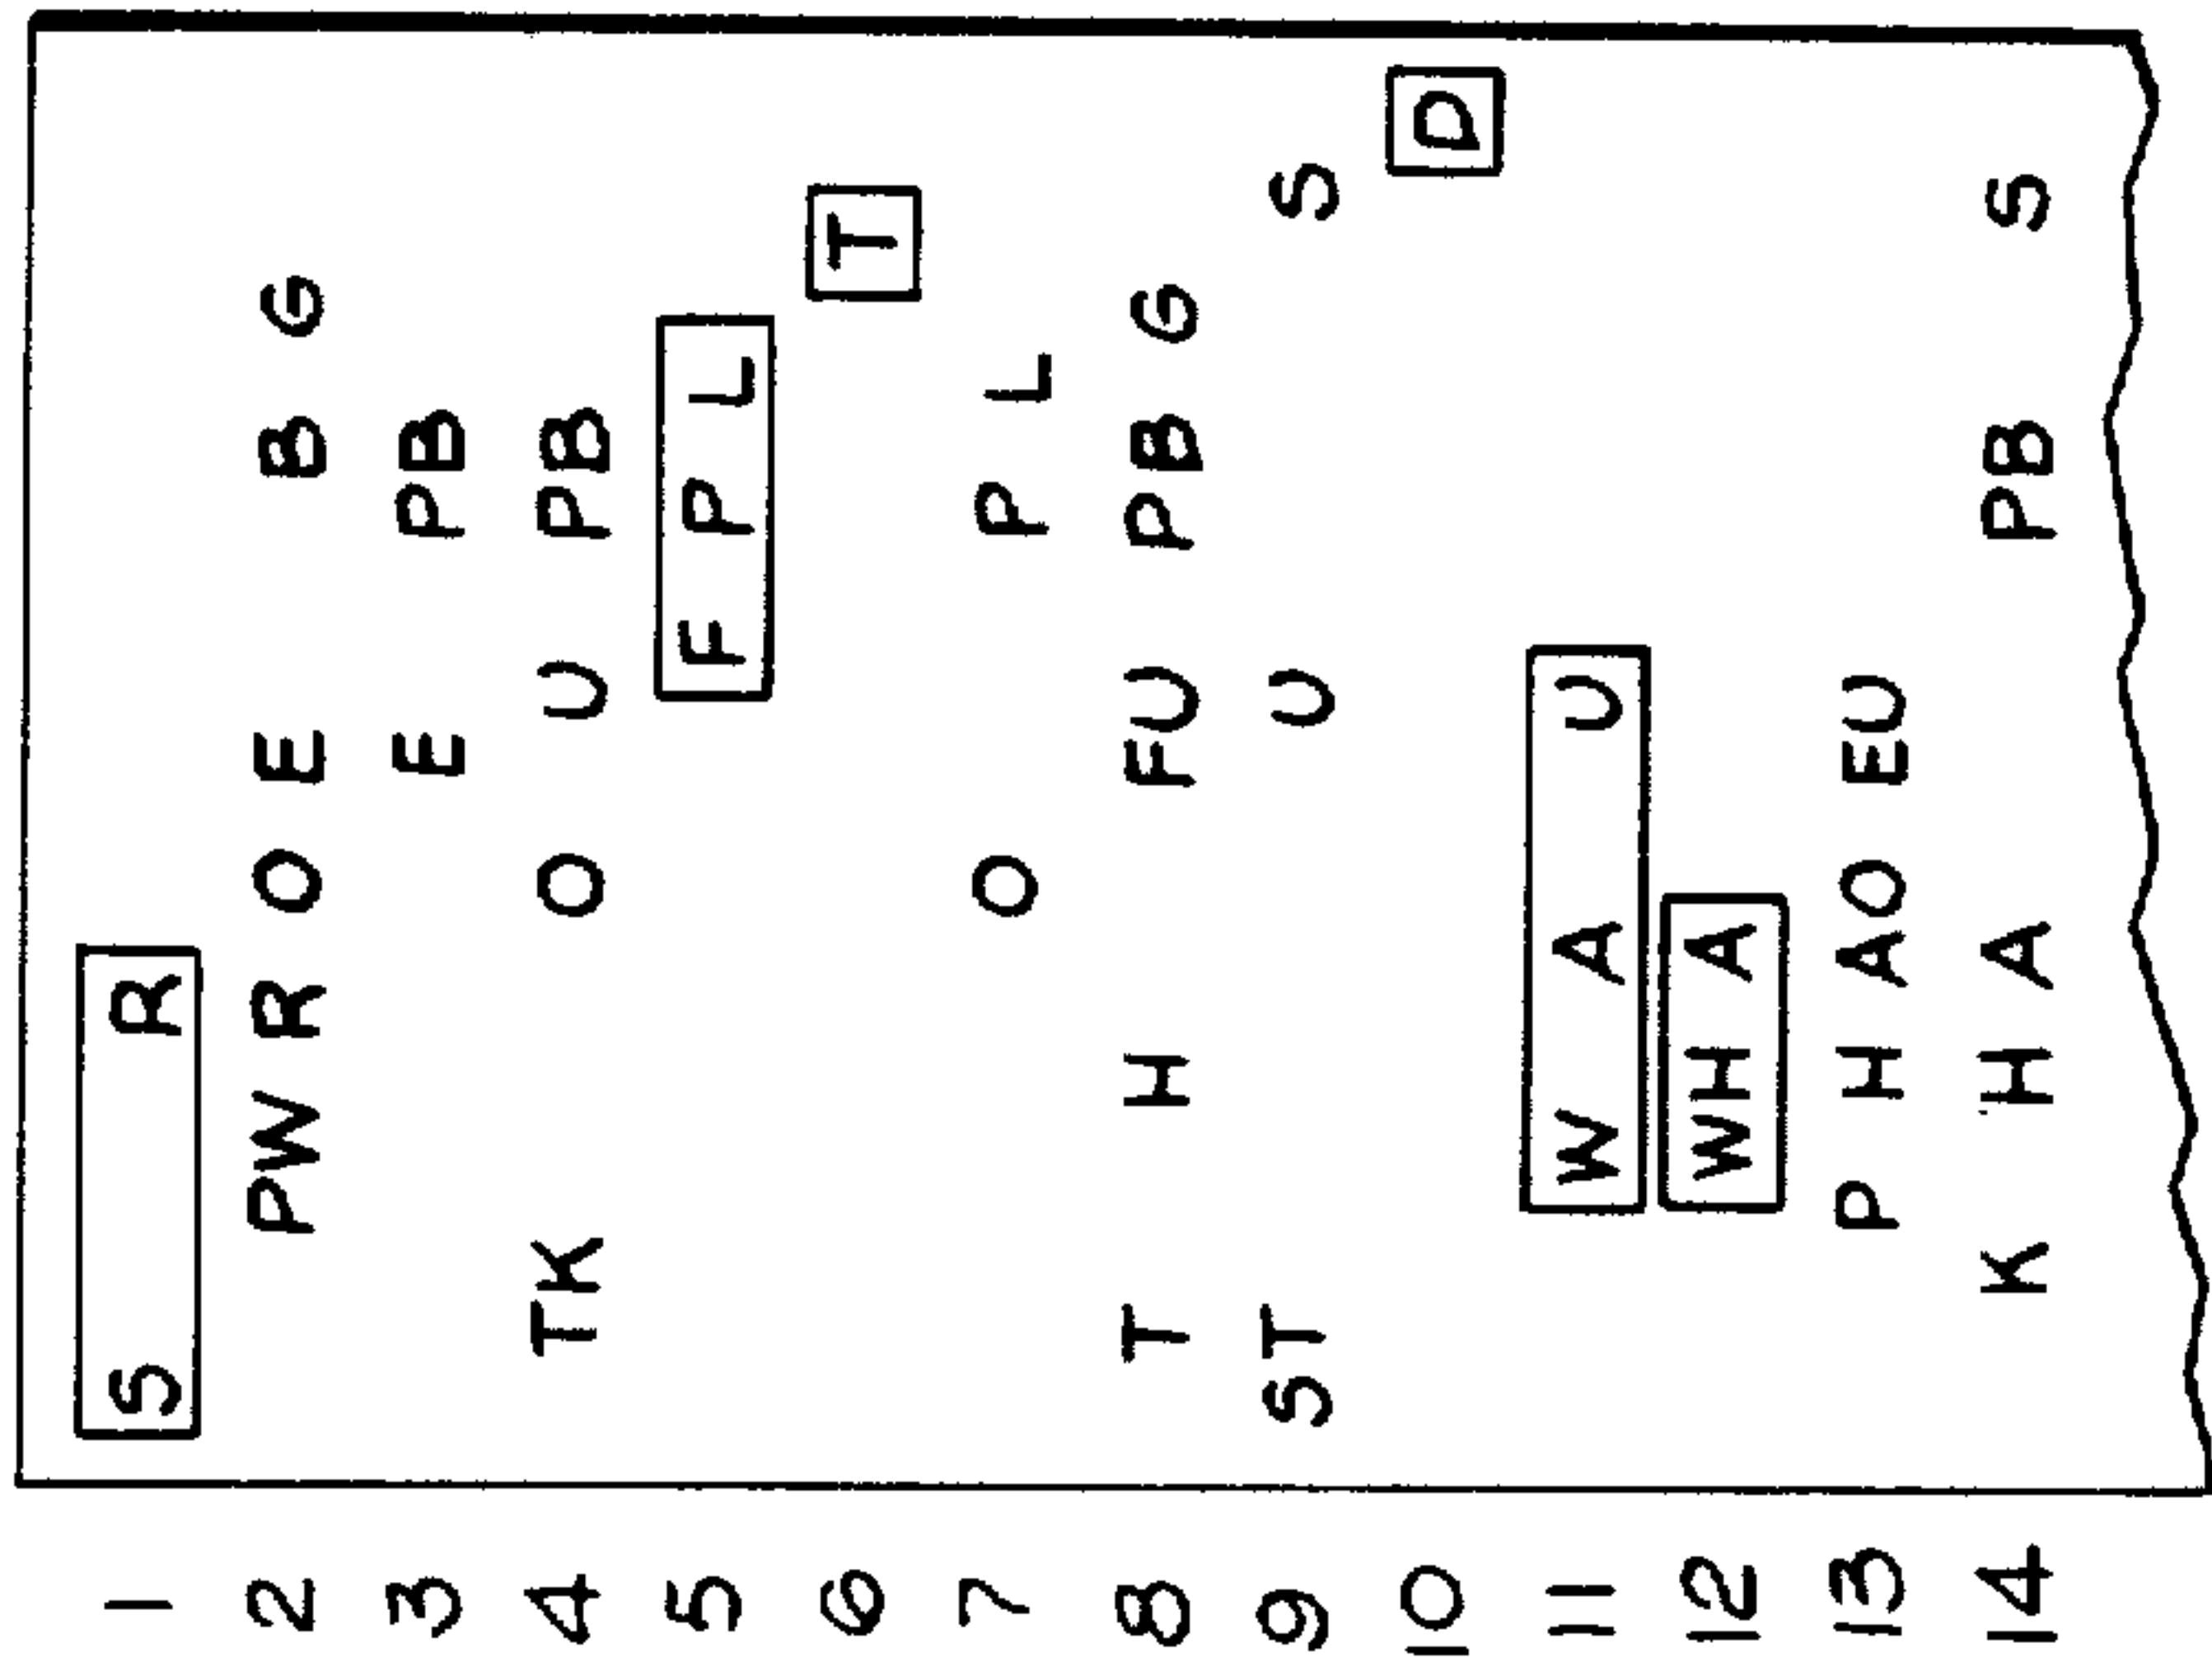 1 S R
2 PW R O E B G
3 E PB
4 TK O U PB
5 F P L
6 T
7 O P L
8 T H FU PB G
9 ST U S
10 D
11 W A U
12 WH A
13 P H AO EU
14 K H A PB S